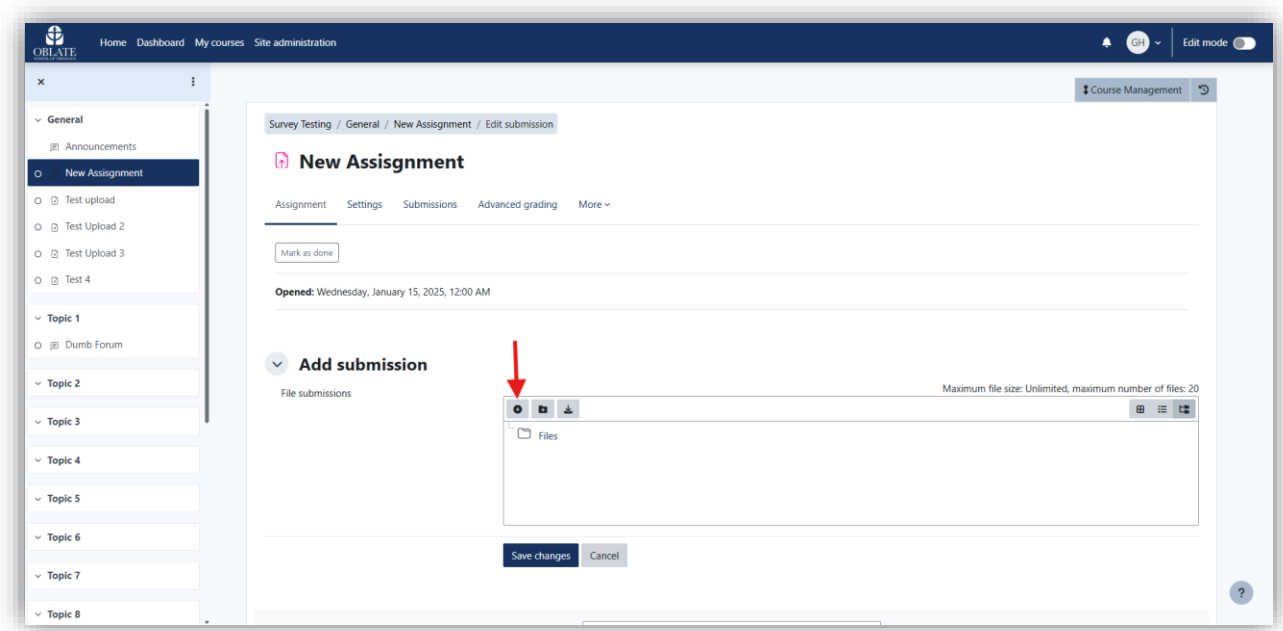 OBLATE
Home Dashboard My courses Site administration
GH
Edit mode
Course Management
General
Announcements
New Assisgnment
Test upload
Test Upload 2
Test Upload 3
Test 4
Topic 1
Dumb Forum
Topic 2
Topic 3
Topic 4
Topic 5
Topic 6
Topic 7
Topic 8
Survey Testing / General / New Assisgnment / Edit submission
New Assisgnment
Assignment Settings Submissions Advanced grading More
Mark as done
Opened: Wednesday, January 15, 2025, 12:00 AM
Add submission
File submissions
Maximum file size: Unlimited, maximum number of files: 20
Files
Save changes Cancel
?